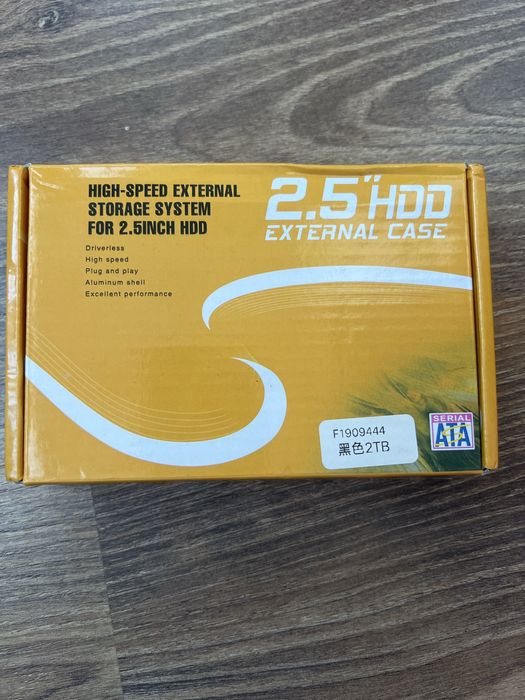 HIGH-SPEED EXTERNAL
STORAGE SYSTEM
FOR 2.5INCH HDD
Driverless
High speed
Plug and play
Aluminum shell
Excellent performance
2.5" HDD
EXTERNAL CASE
F1909444
黑色2TB
SERIAL
ATA